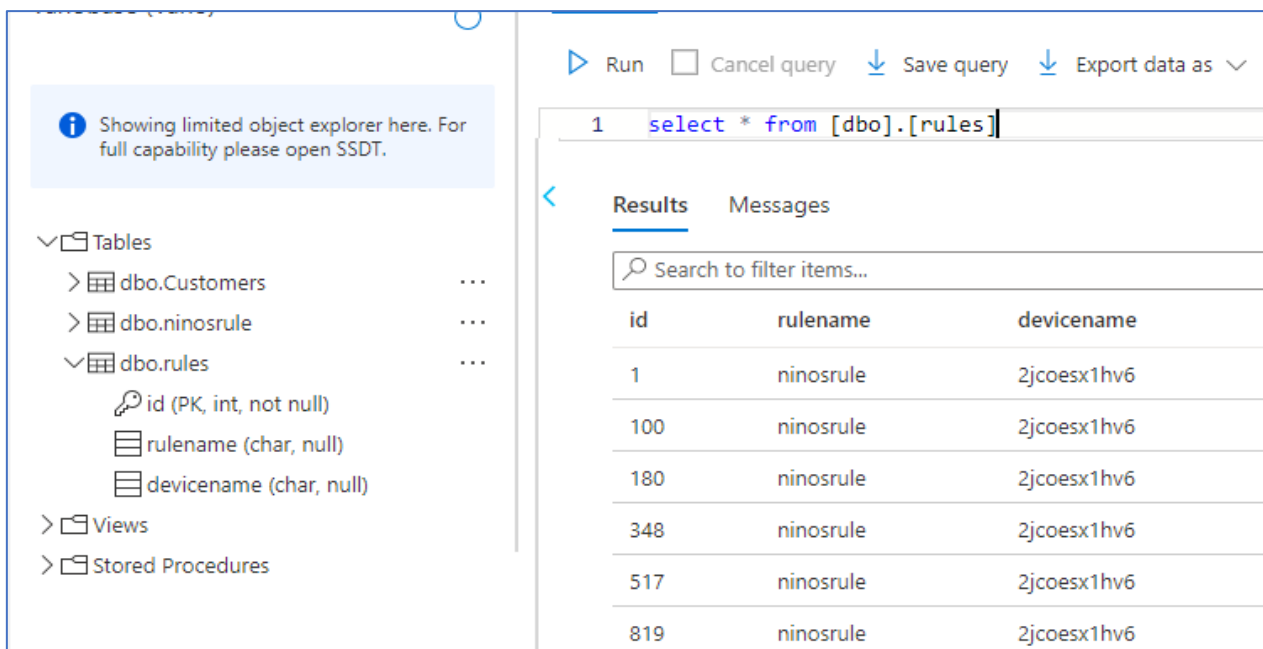 Run Cancel query Save query Export data as
1 select * from [dbo].[rules]
Showing limited object explorer here. For
full capability please open SSDT.
Tables
dbo.Customers ...
dbo.ninosrule ...
dbo.rules ...
id (PK, int, not null)
rulename (char, null)
devicename (char, null)
Views
Stored Procedures
Results Messages
Search to filter items...
id rulename devicename
1 ninosrule 2jcoesx1hv6
100 ninosrule 2jcoesx1hv6
180 ninosrule 2jcoesx1hv6
348 ninosrule 2jcoesx1hv6
517 ninosrule 2jcoesx1hv6
819 ninosrule 2jcoesx1hv6